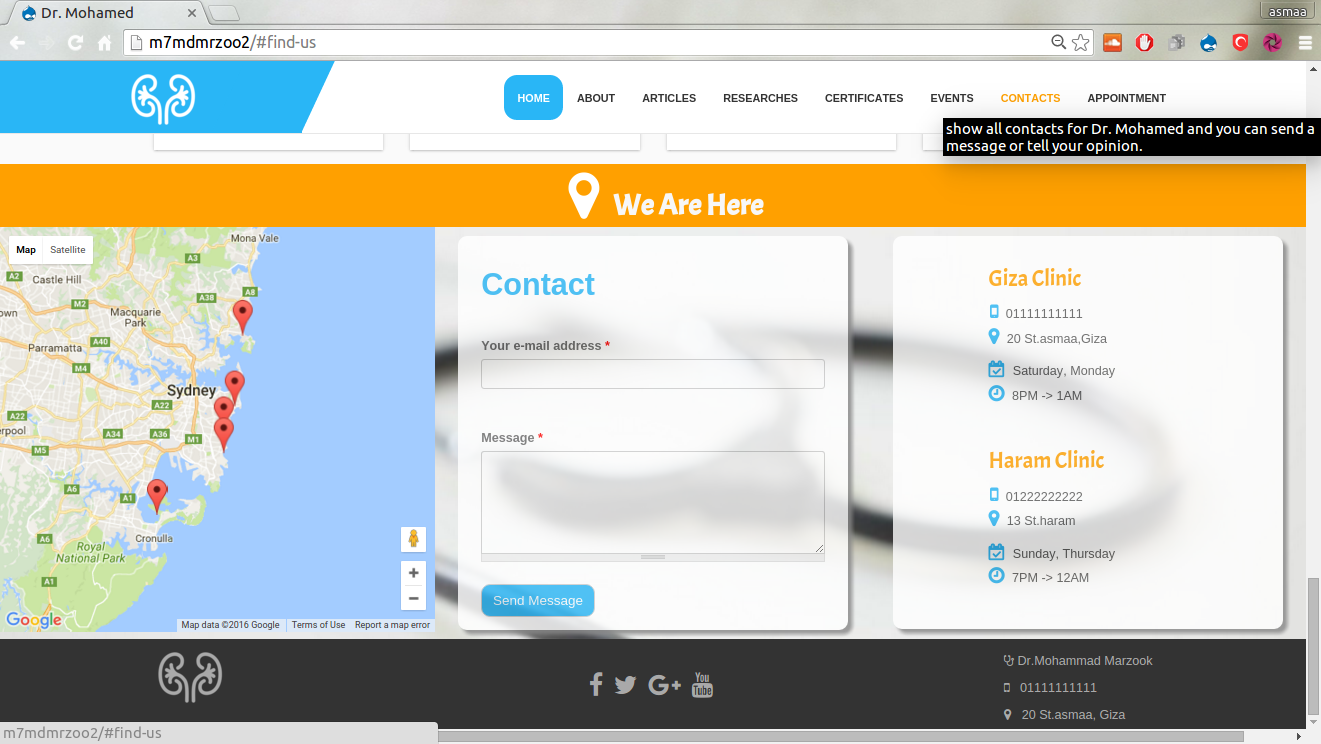 Dr. Mohamed
asmaa
m7mdmrzoo2/#find-us
HOME ABOUT ARTICLES RESEARCHES CERTIFICATES EVENTS CONTACTS APPOINTMENT
show all contacts for Dr. Mohamed and you can send a
message or tell your opinion.
We Are Here
Map Satellite
Mona Vale
A3
A2
Castle Hill
M2
A38
A8
own
Macquarie
Park
A40
Parramatta
M4
Sydney
A22
A22
erpool
A34
A36
M1
M5
A6
A1
Cronulla
A6
Royal
National Park
A1
Google
Map data ©2016 Google Terms of Use Report a map error
Contact
Your e-mail address *
Message *
Send Message
Giza Clinic
01111111111
20 St.asmaa,Giza
Saturday, Monday
8PM -> 1AM
Haram Clinic
01222222222
13 St.haram
Sunday, Thursday
7PM -> 12AM
You
Tube
Dr.Mohammad Marzook
01111111111
20 St.asmaa, Giza
m7mdmrzoo2/#find-us